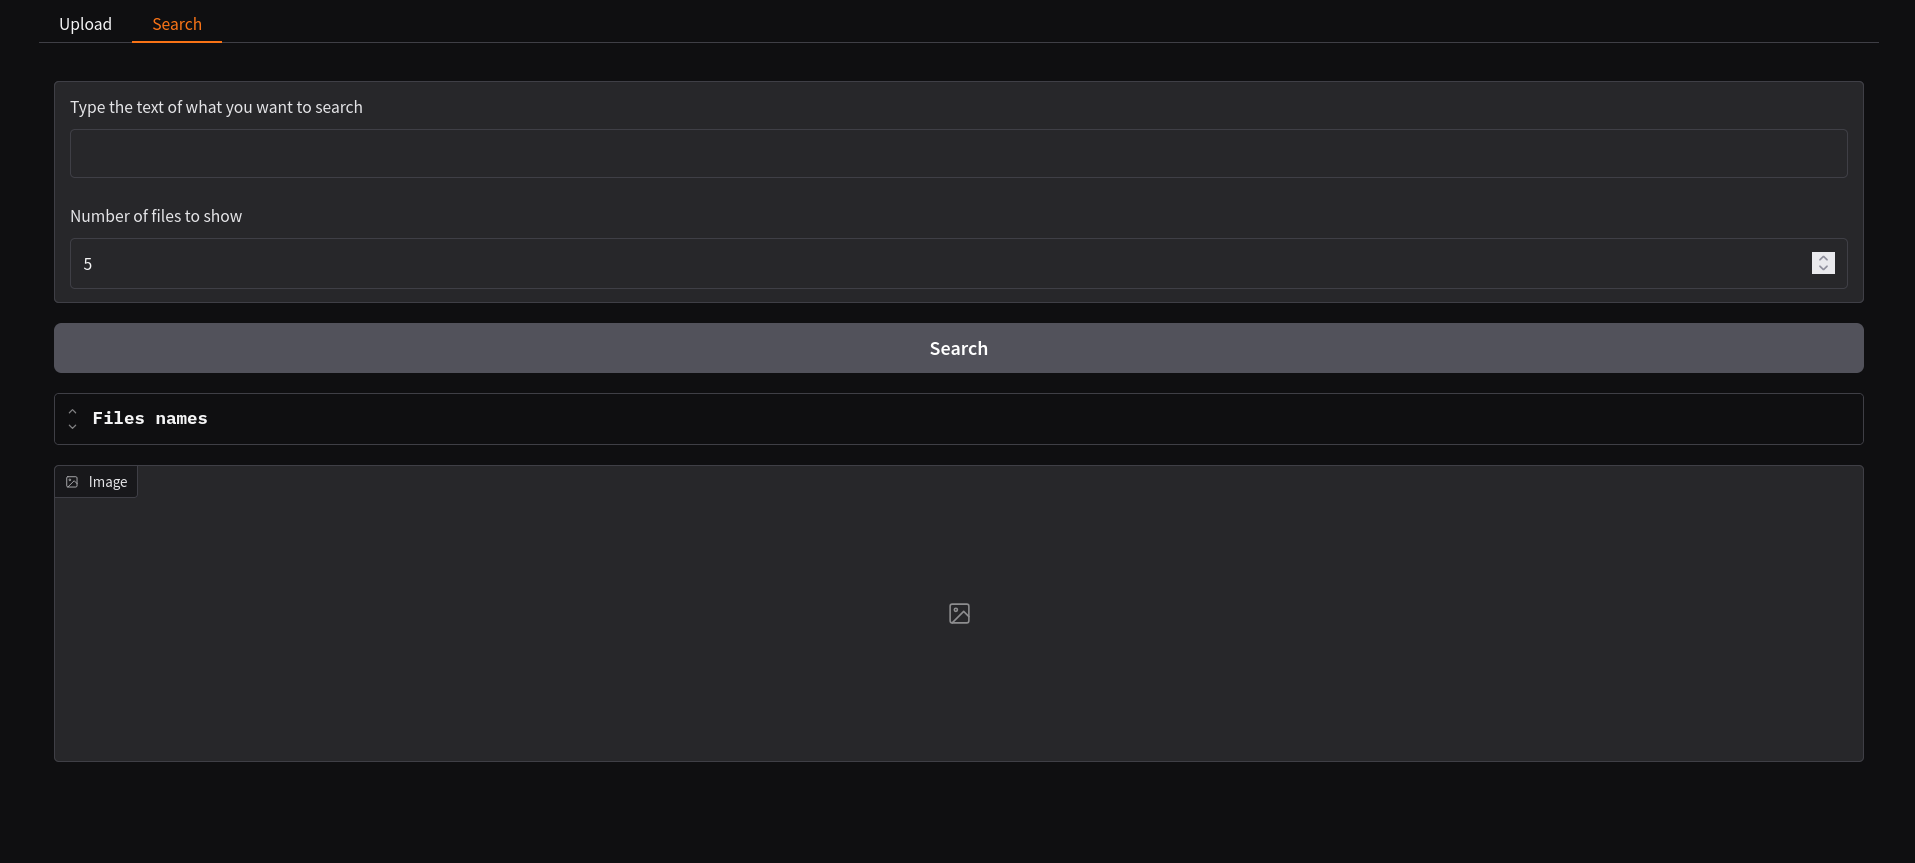 Upload Search
Type the text of what you want to search
Number of files to show
5
Search
Files names
Image